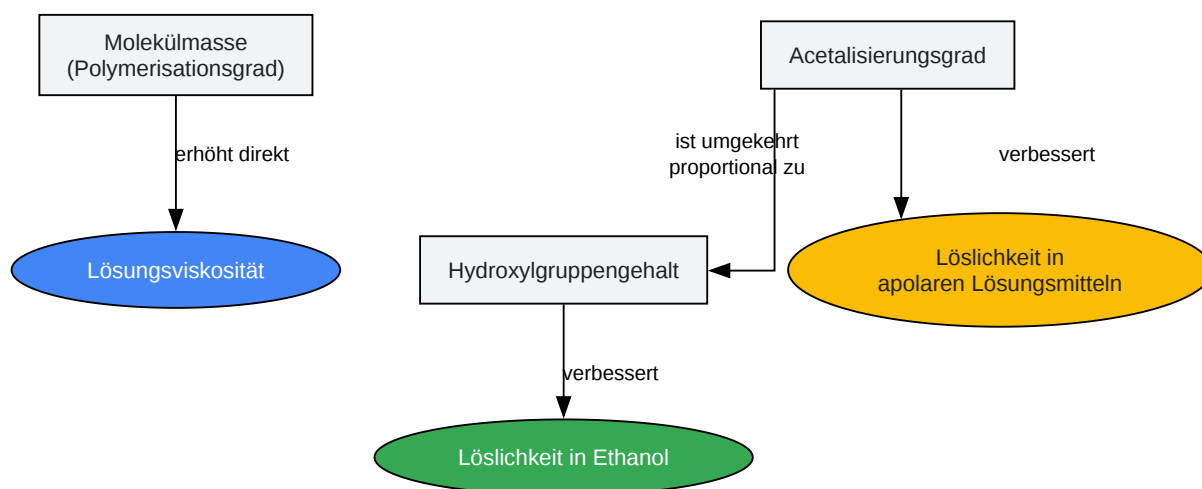 Molekülmasse
(Polymerisationsgrad)
Acetalisierungsgrad
erhöht direkt
ist umgekehrt
proportional zu
verbessert
Lösungsviskosität
Hydroxylgruppengehalt
Löslichkeit in
apolaren Lösungsmitteln
verbessert
Löslichkeit in Ethanol